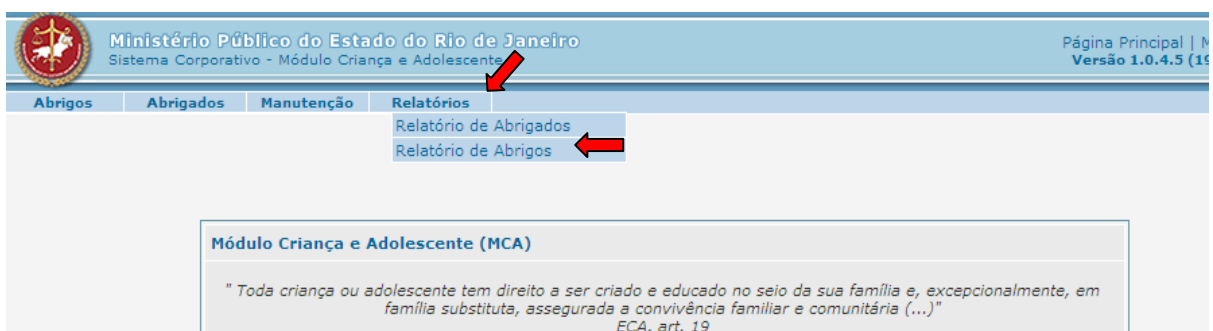 Ministério Público do Estado do Rio de Janeiro
Sistema Corporativo - Módulo Criança e Adolescente
Página Principal | M
Versão 1.0.4.5 (19
Abrigos Abrigados Manutenção Relatórios
Relatório de Abrigados
Relatório de Abrigos
Módulo Criança e Adolescente (MCA)
" Toda criança ou adolescente tem direito a ser criado e educado no seio da sua família e, excepcionalmente, em
família substituta, assegurada a convivência familiar e comunitária (...)"
ECA, art. 19